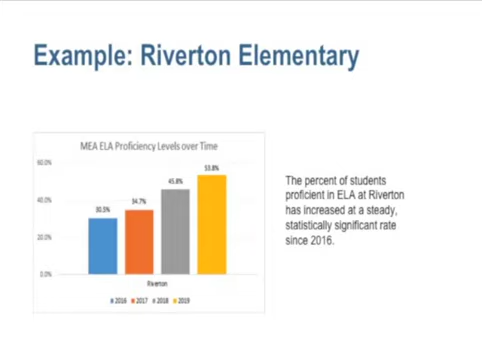 Example: Riverton Elementary
MEA ELA Proficiency Levels over Time
60.0%
53.8%
45.8%
40.0%
34.7%
30.3%
20.0%
0.0%
Riverton
2016 2017 2018 2019
The percent of students
proficient in ELA at Riverton
has increased at a steady,
statistically significant rate
since 2016.